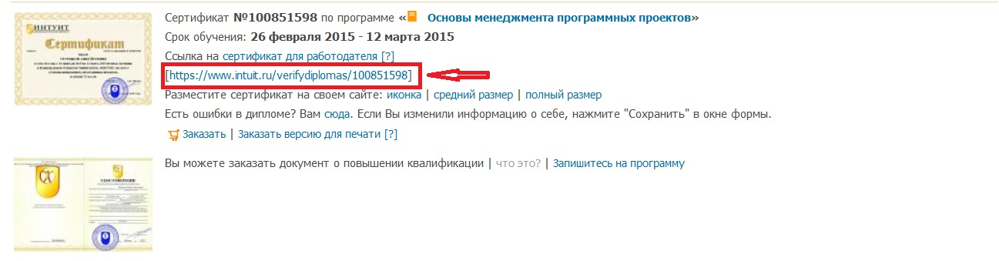 ИНТУИТ
Сертификат
Сертификат №100851598 по программе « Основы менеджмента программных проектов»
Срок обучения: 26 февраля 2015 - 12 марта 2015
Ссылка на сертификат для работодателя [?]
[https://www.intuit.ru/verifydiplomas/100851598]
Разместите сертификат на своем сайте: иконка | средний размер | полный размер
Есть ошибки в дипломе? Вам сюда. Если Вы изменили информацию о себе, нажмите "Сохранить" в окне формы.
Заказать | Заказать версию для печати [?]
УДОСТОВЕРЕНИЕ
Вы можете заказать документ о повышении квалификации | что это? | Запишитесь на программу